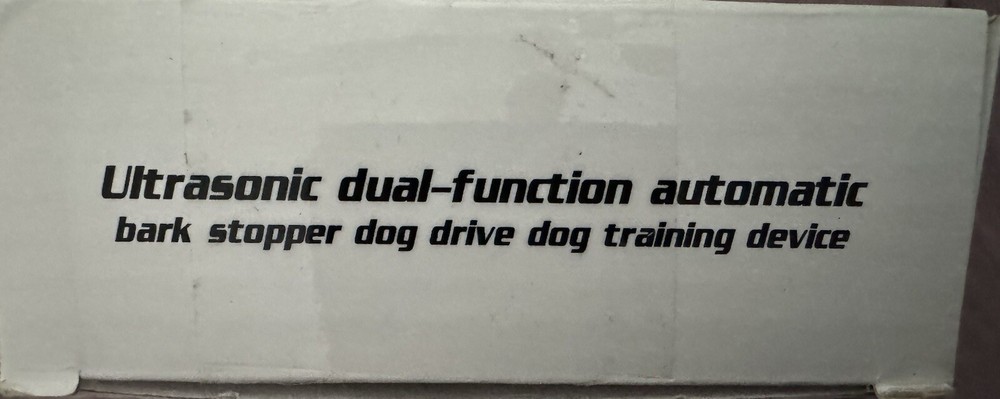 Ultrasonic dual-function automatic
bark stopper dog drive dog training device